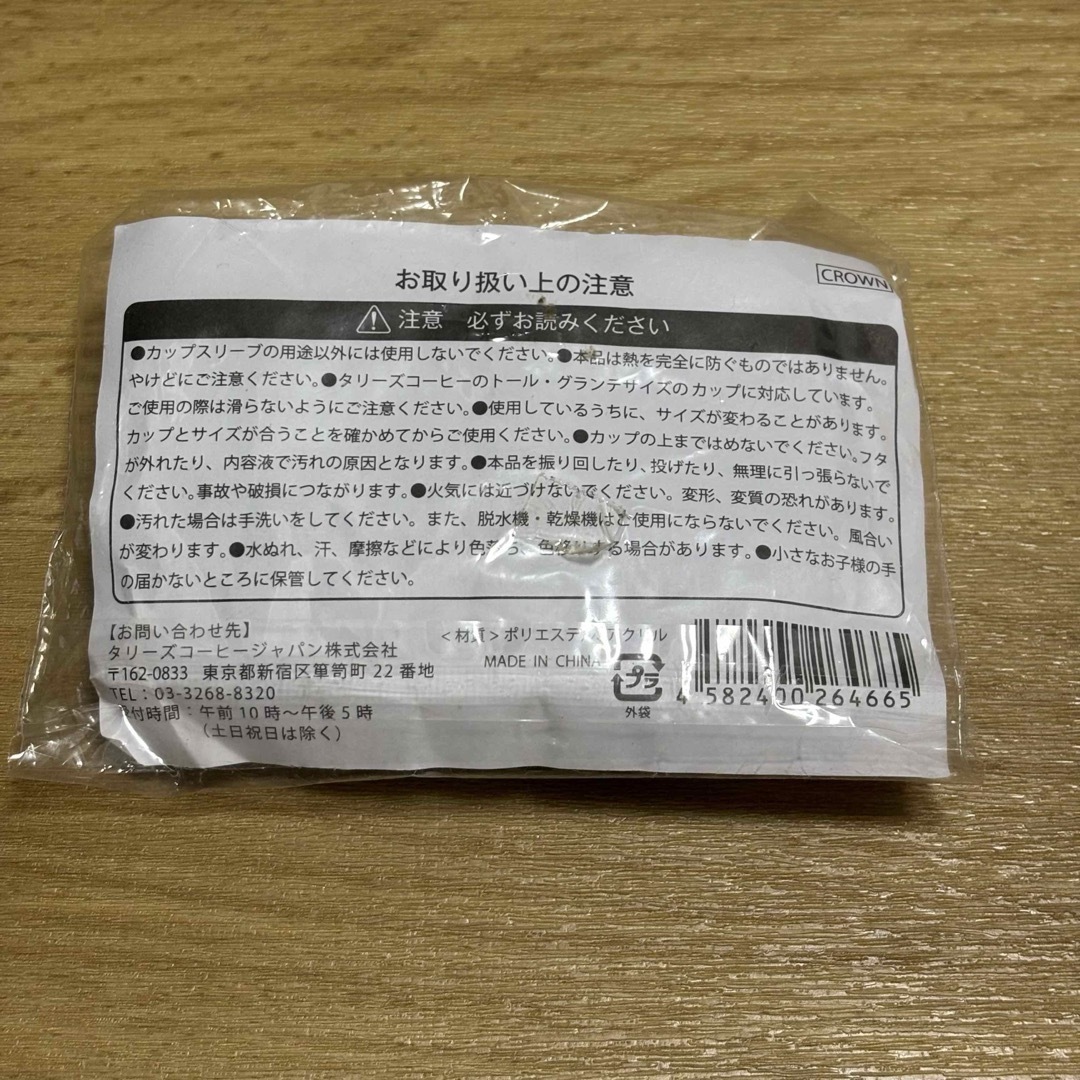 お取り扱い上の注意
CROWN
注意 必ずお読みください
●カップスリーブの用途以外には使用しないでください。●本品は熱を完全に防ぐものではありません。
やけどにご注意ください。●タリーズコーヒーのトール・グランデサイズのカップに対応しています。
ご使用の際は滑らないようにご注意ください。●使用しているうちに、サイズが変わることがあります。
カップとサイズが合うことを確かめてからご使用ください。●カップの上まではめないでください。フタ
が外れたり、内容液で汚れの原因となります。●本品を振り回したり、投げたり、無理に引っ張らないで
ください。事故や破損につながります。●火気には近づけないでください。変形、変質の恐れがあります。
●汚れた場合は手洗いをしてください。また、脱水機・乾燥機はご使用にならないでください。風合い
が変わります。●水ぬれ、汗、摩擦などにより色落ち、色移りする場合があります。●小さなお子様の手
の届かないところに保管してください。
【お問い合わせ先】
タリーズコーヒージャパン株式会社
〒162-0833 東京都新宿区箪笥町 22 番地
TEL : 03-3268-8320
受付時間：午前 10 時～午後 5 時
（土日祝日は除く）
＜材質＞ポリエステル、アクリル
MADE IN CHINA
プラ
外袋
4 582400 264665